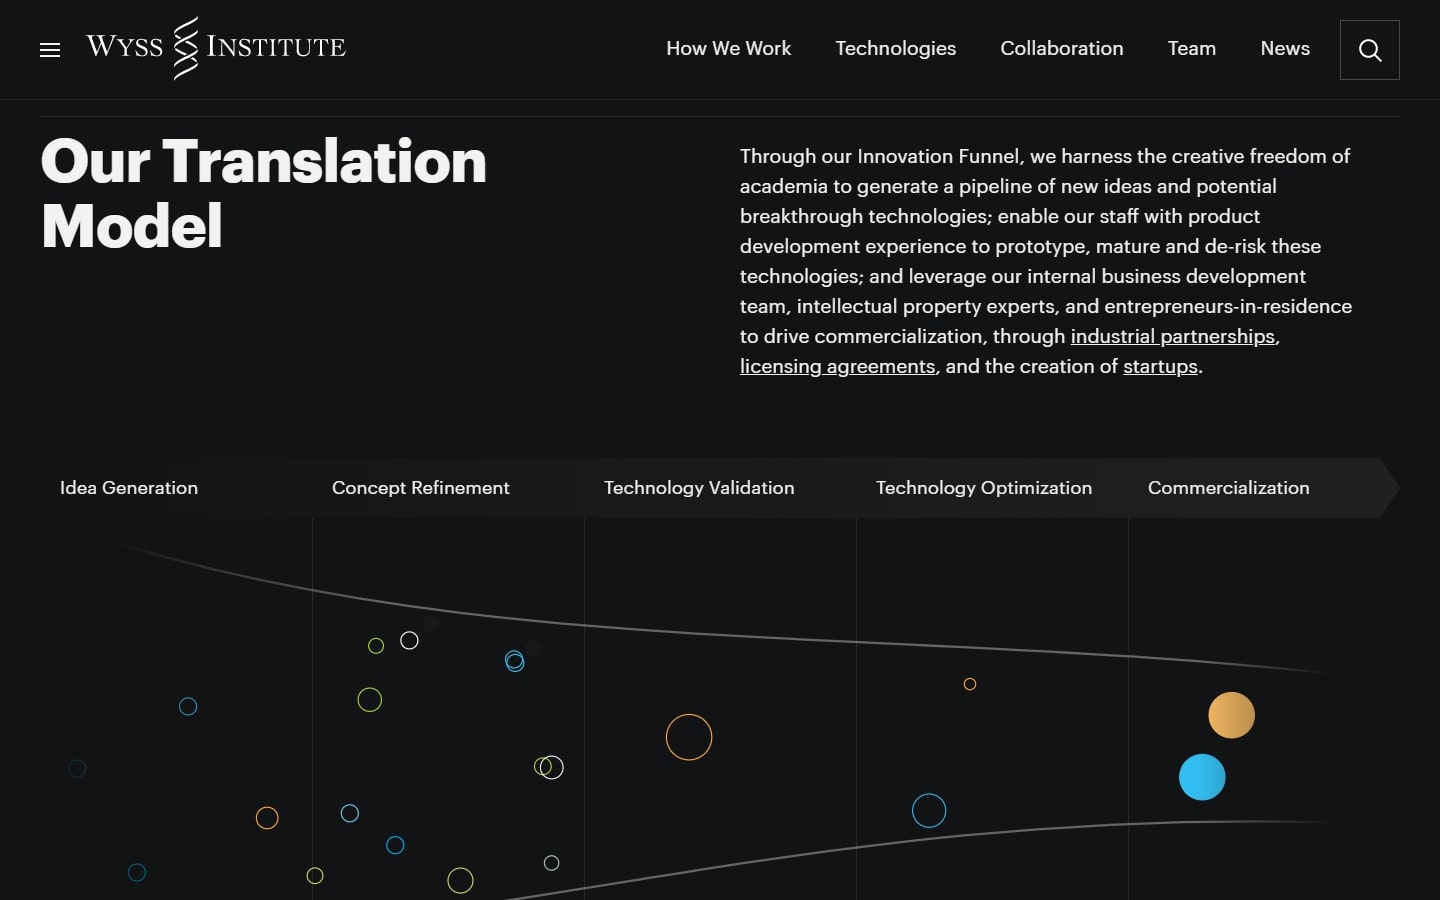 WYSS INSTITUTE
How We Work
Technologies
Collaboration
Team
News
Our Translation
Model
Through our Innovation Funnel, we harness the creative freedom of
academia to generate a pipeline of new ideas and potential
breakthrough technologies; enable our staff with product
development experience to prototype, mature and de-risk these
technologies; and leverage our internal business development
team, intellectual property experts, and entrepreneurs-in-residence
to drive commercialization, through industrial partnerships,
licensing agreements, and the creation of startups.
Idea Generation
Concept Refinement
Technology Validation
Technology Optimization
Commercialization